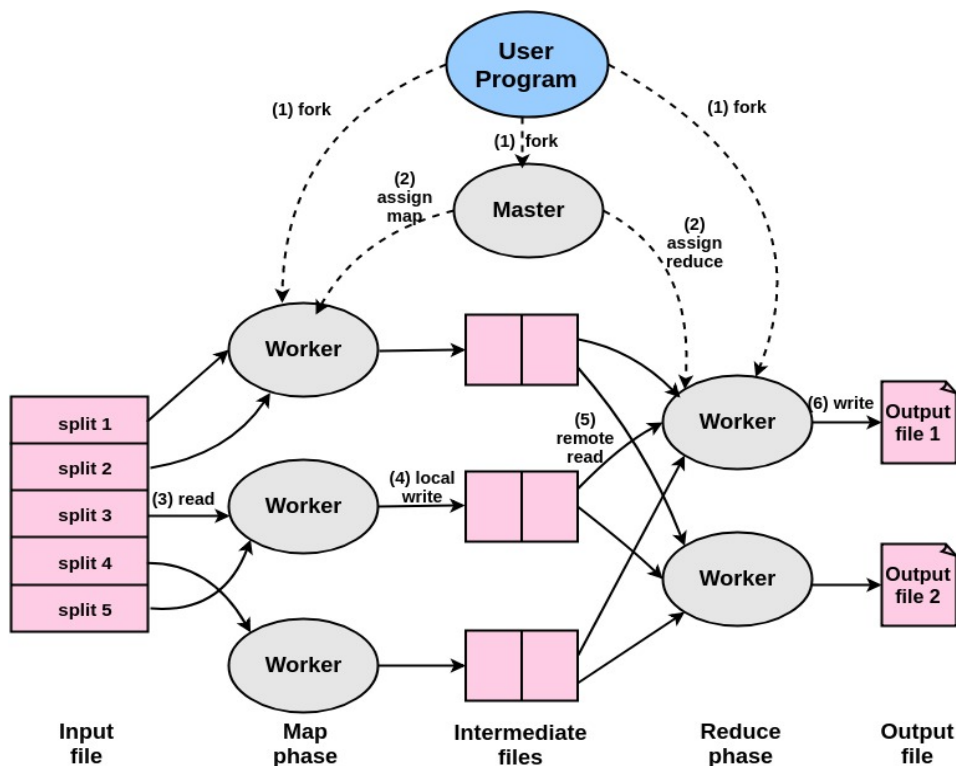 User
Program
(1) fork
(1) fork
(1) fork
(2)
assign
map
Master
(2)
assign
reduce
Worker
split 1
split 2
split 3
split 4
split 5
(3) read
Worker
(4) local
write
(5)
remote
read
Worker
(6) write
Output
file 1
Worker
Worker
Output
file 2
Input
file
Map
phase
Intermediate
files
Reduce
phase
Output
file